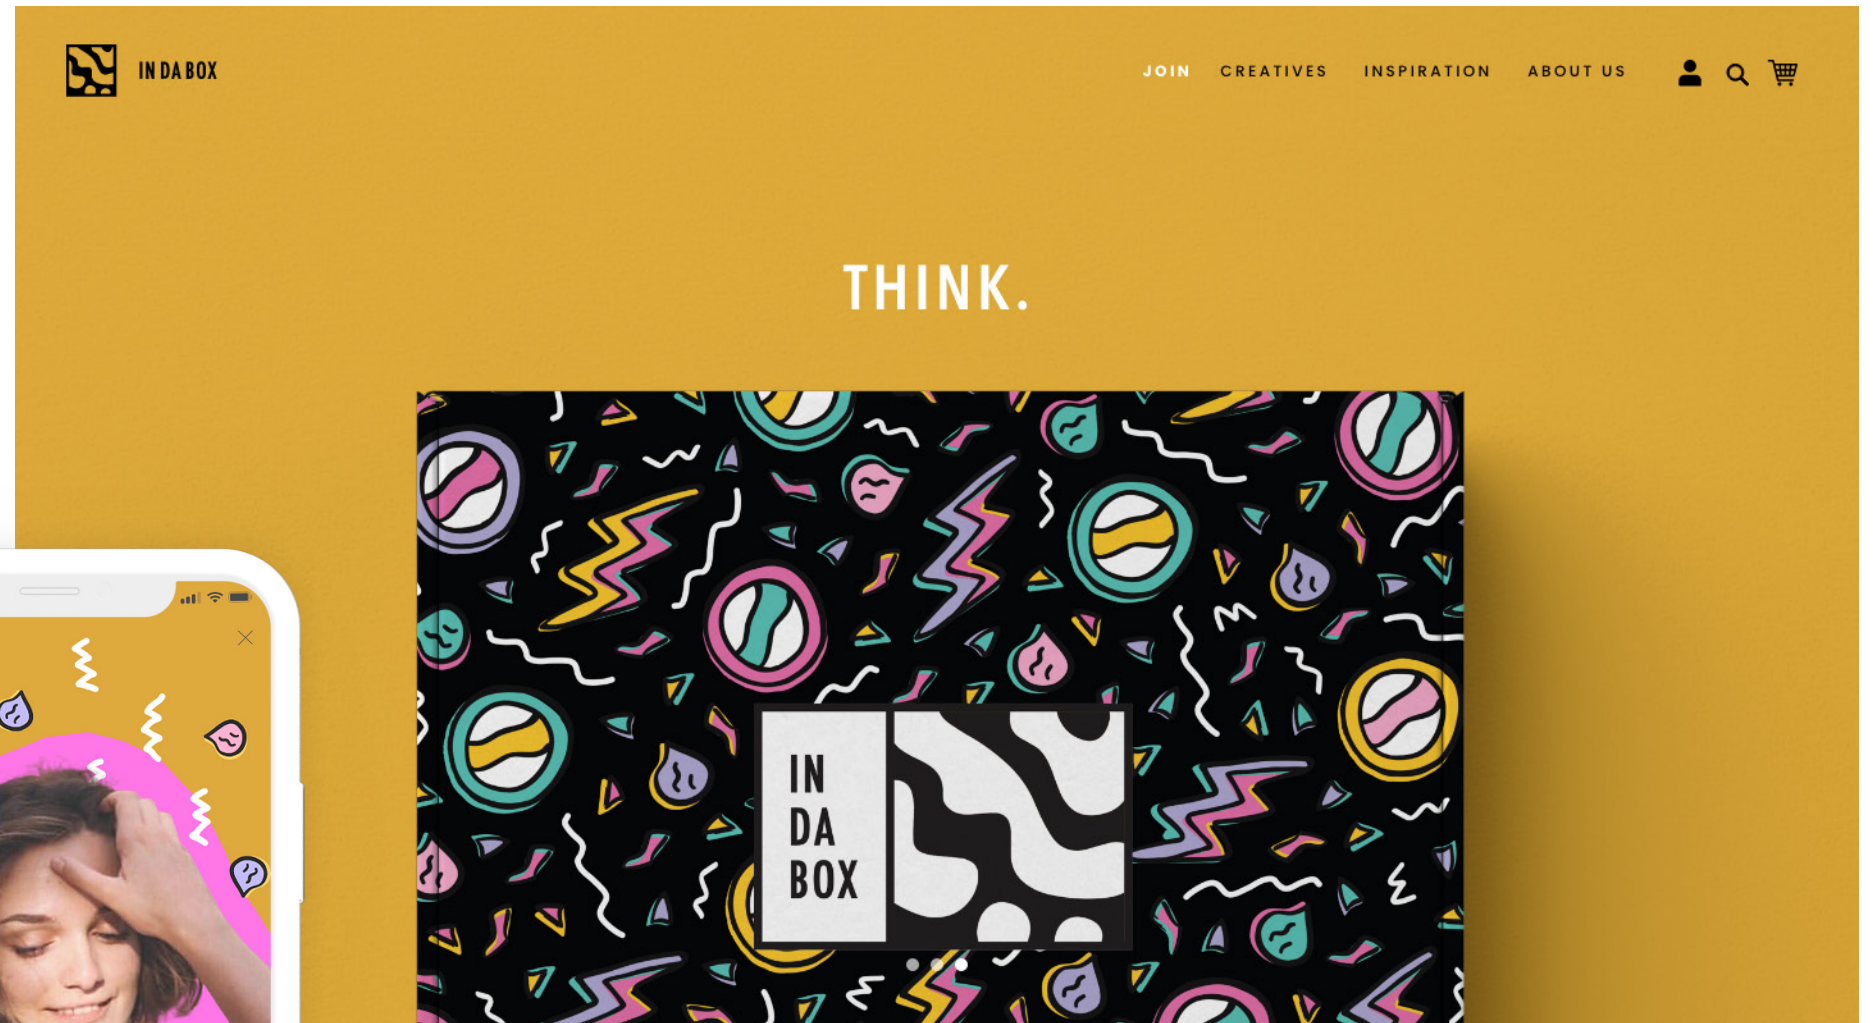 IN DA BOX
JOIN
CREATIVES
INSPIRATION
ABOUT US
THINK.
IN
DA
BOX